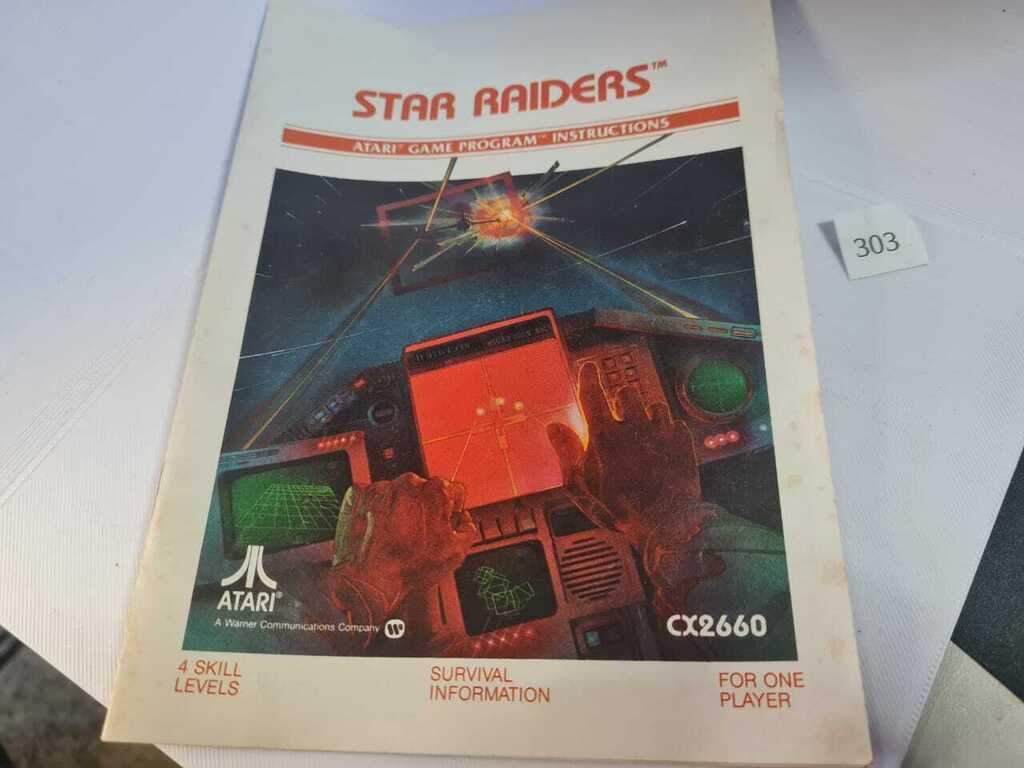 STAR RAIDERS™
ATARI® GAME PROGRAM™ INSTRUCTIONS
303
ATARI®
A Warner Communications Company
CX2660
4 SKILL
LEVELS
SURVIVAL
INFORMATION
FOR ONE
PLAYER